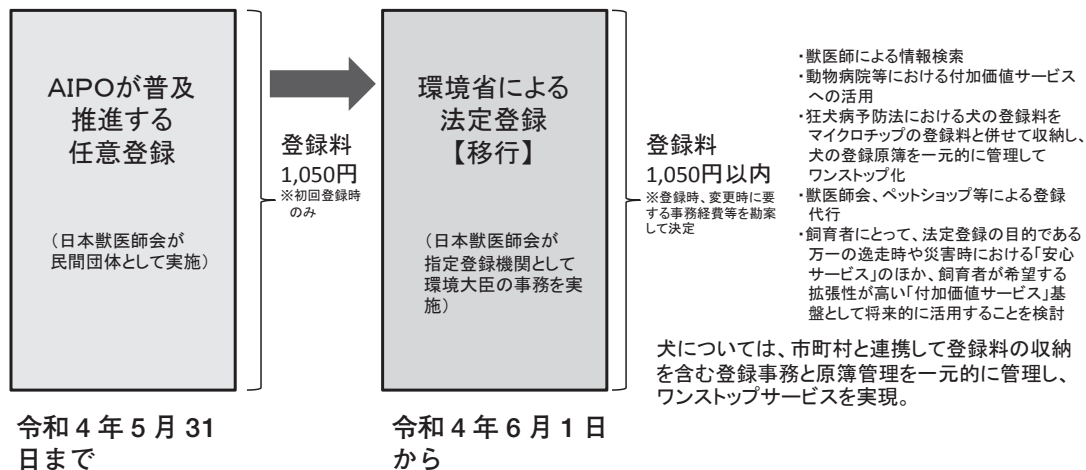 AIPOが普及
推進する
任意登録
（日本獣医師会が
民間団体として実施）
登録料
1,050円
※初回登録時
のみ
環境省による
法定登録
【移行】
（日本獣医師会が
指定登録機関として
環境大臣の事務を実
施）
登録料
1,050円以内
※登録時、変更時に要
する事務経費等を勘案
して決定
・獣医師による情報検索
・動物病院等における付加価値サービス
への活用
・狂犬病予防法における犬の登録料を
マイクロチップの登録料と併せて収納し、
犬の登録原簿を一元的に管理して
ワンストップ化
・獣医師会、ペットショップ等による登録
代行
・飼育者にとって、法定登録の目的である
万一の逸走時や災害時における「安心
サービス」のほか、飼育者が希望する
拡張性が高い「付加価値サービス」基
盤として将来的に活用することを検討
犬については、市町村と連携して登録料の収納
を含む登録事務と原簿管理を一元的に管理し、
ワンストップサービスを実現。
令和４年５月31
日まで
令和４年６月１日
から